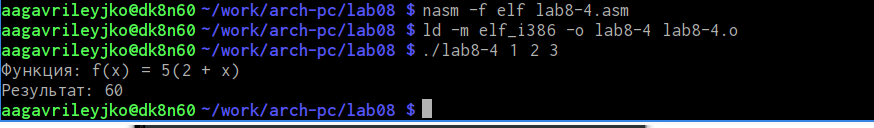 aagavrileyjko@dk8n60 ~/work/arch-pc/lab08 $ nasm -f elf lab8-4.asm
aagavrileyjko@dk8n60 ~/work/arch-pc/lab08 $ ld -m elf_i386 -o lab8-4 lab8-4.o
aagavrileyjko@dk8n60 ~/work/arch-pc/lab08 $ ./lab8-4 1 2 3
Функция: f(x) = 5(2 + x)
Результат: 60
aagavrileyjko@dk8n60 ~/work/arch-pc/lab08 $